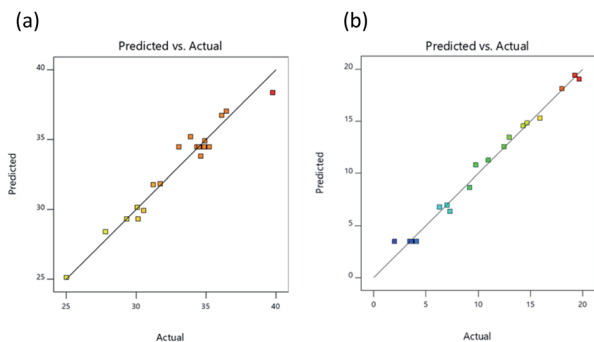 (a)
Predicted vs. Actual
40
35
30
25
Predicted
25 30 35 40
Actual
(b)
Predicted vs. Actual
20
15
10
5
0
Predicted
0 5 10 15 20
Actual